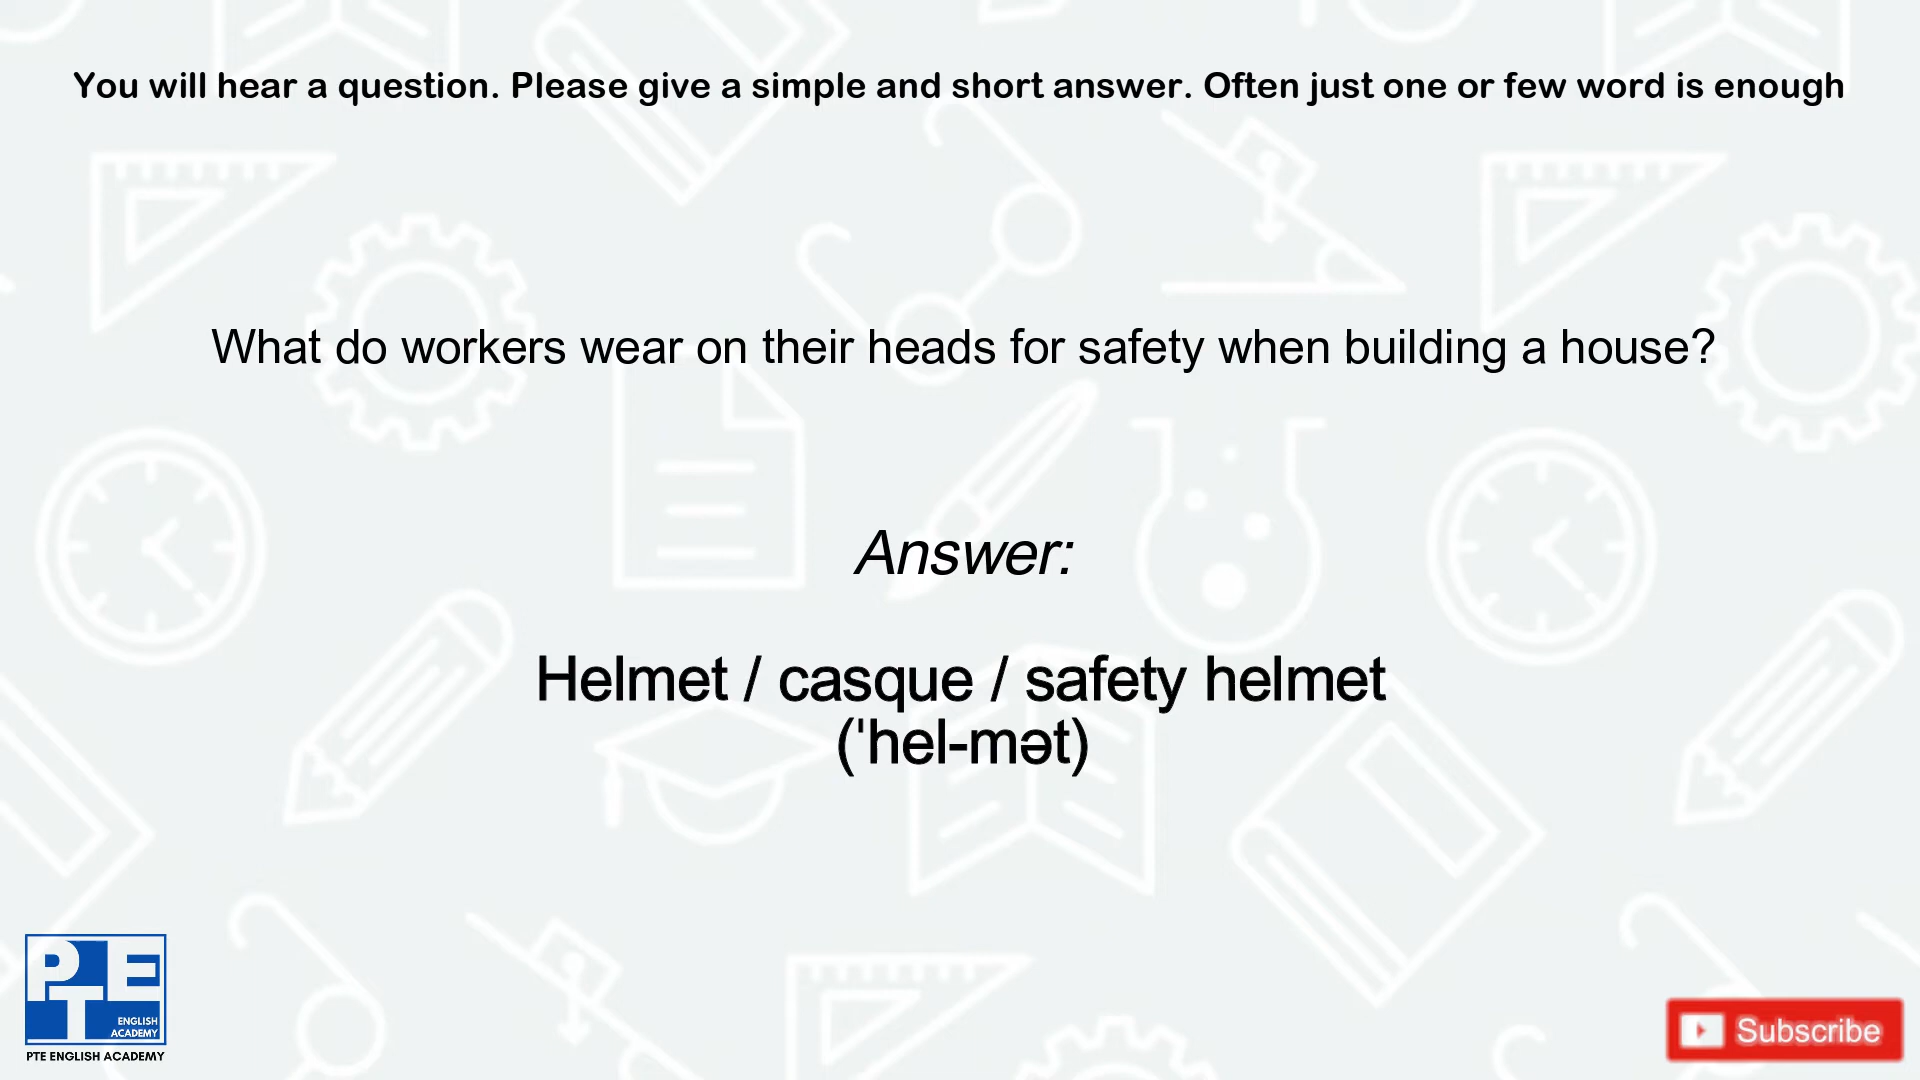 You will hear a question. Please give a simple and short answer. Often just one or few word is enough
What do workers wear on their heads for safety when building a house?
Answer:
Helmet / casque / safety helmet
(ˈhel-mət)
PTE
ENGLISH
ACADEMY
PTE ENGLISH ACADEMY
Subscribe